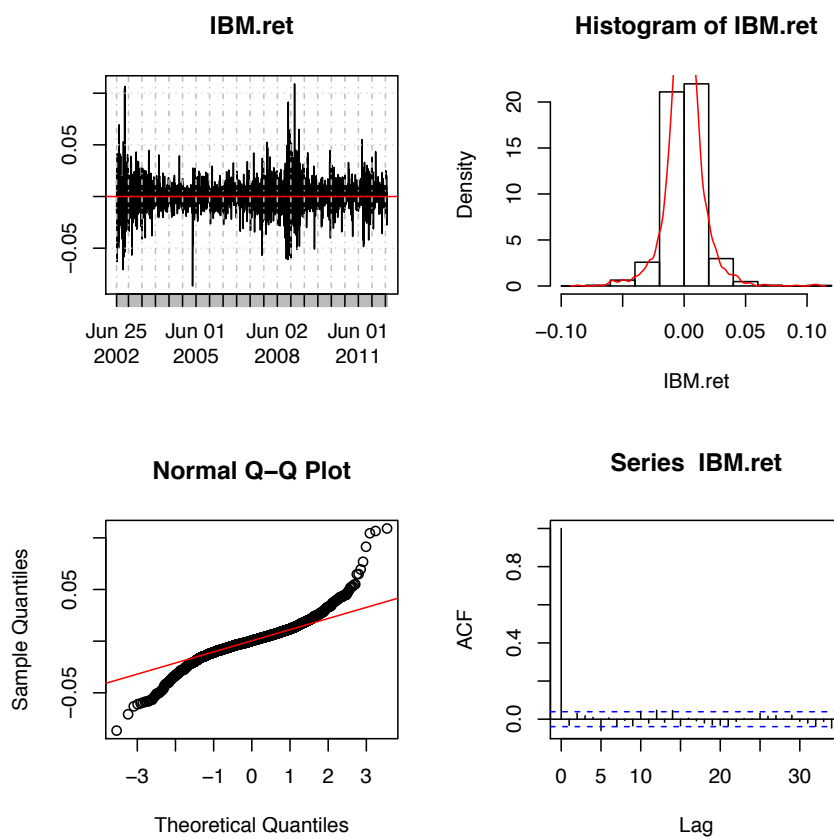 IBM.ret
0.05
−0.05
Jun 25 2002
Jun 01 2005
Jun 02 2008
Jun 01 2011
Histogram of IBM.ret
Density
20
15
10
5
0
−0.10
0.00
0.05
0.10
IBM.ret
Normal Q−Q Plot
Sample Quantiles
0.05
−0.05
−3
−1
0
1
2
3
Theoretical Quantiles
Series IBM.ret
ACF
0.8
0.4
0.0
0
5
10
20
30
Lag